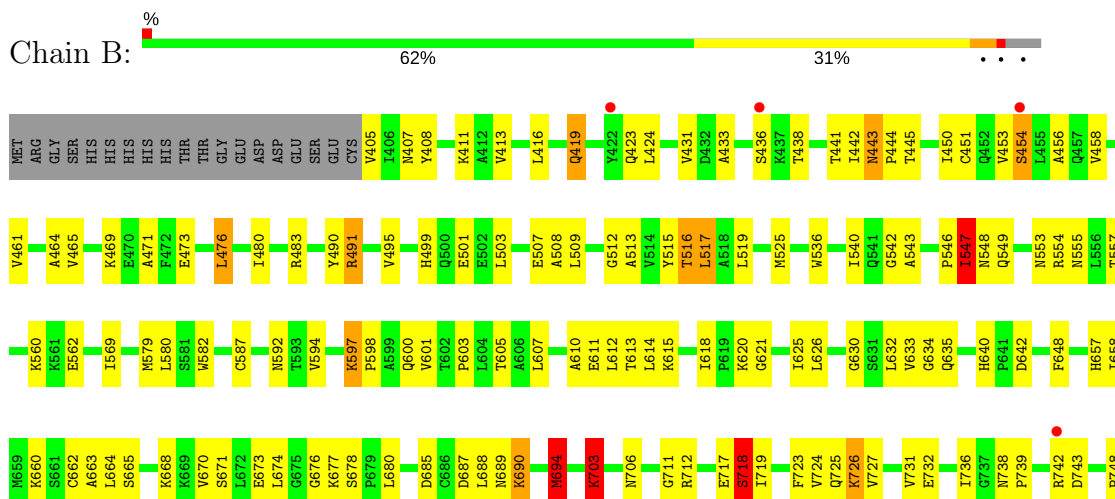 %
Chain B:
62% 31% • • •
MET ARG GLY SER HIS HIS HIS HIS HIS HIS THR THR GLY GLU ASP ASP GLU SER GLU CYS V405 I406 N407 Y408 K411 A412 V413 L416 Q419 Y422 Q423 L424 V431 D432 A433 S436 K437 T438 T441 I442 N443 P444 T445 I450 C451 Q452 V453 S454 L455 A456 Q457 V458
V461 A464 V465 K469 E470 A471 F472 E473 L476 I480 R483 Y490 R491 V495 H499 Q500 E501 E502 L503 E507 A508 L509 G512 A513 V514 Y515 T516 L517 A518 L519 M525 W536 I540 Q541 G542 A543 P546 I547 N548 Q549 N553 R554 N555 L556 T557
K560 K561 E562 I569 M579 L580 S581 W582 C587 N592 T593 V594 K597 P598 A599 Q600 V601 T602 P603 L604 T605 A606 L607 A610 E611 L612 T613 L614 K615 I618 P619 K620 G621 I625 L626 G630 S631 L632 V633 G634 Q635 H640 P641 D642 F648 H657
M659 K660 S661 C662 A663 L664 S665 K668 K669 V670 S671 L672 E673 L674 G675 G676 K677 S678 P679 L680 D685 C686 D687 L688 N689 K690 M694 K703 N706 G711 R712 E717 S718 I719 F723 V724 Q725 K726 V727 V731 E732 I736 G737 N738 P739 R742 D743